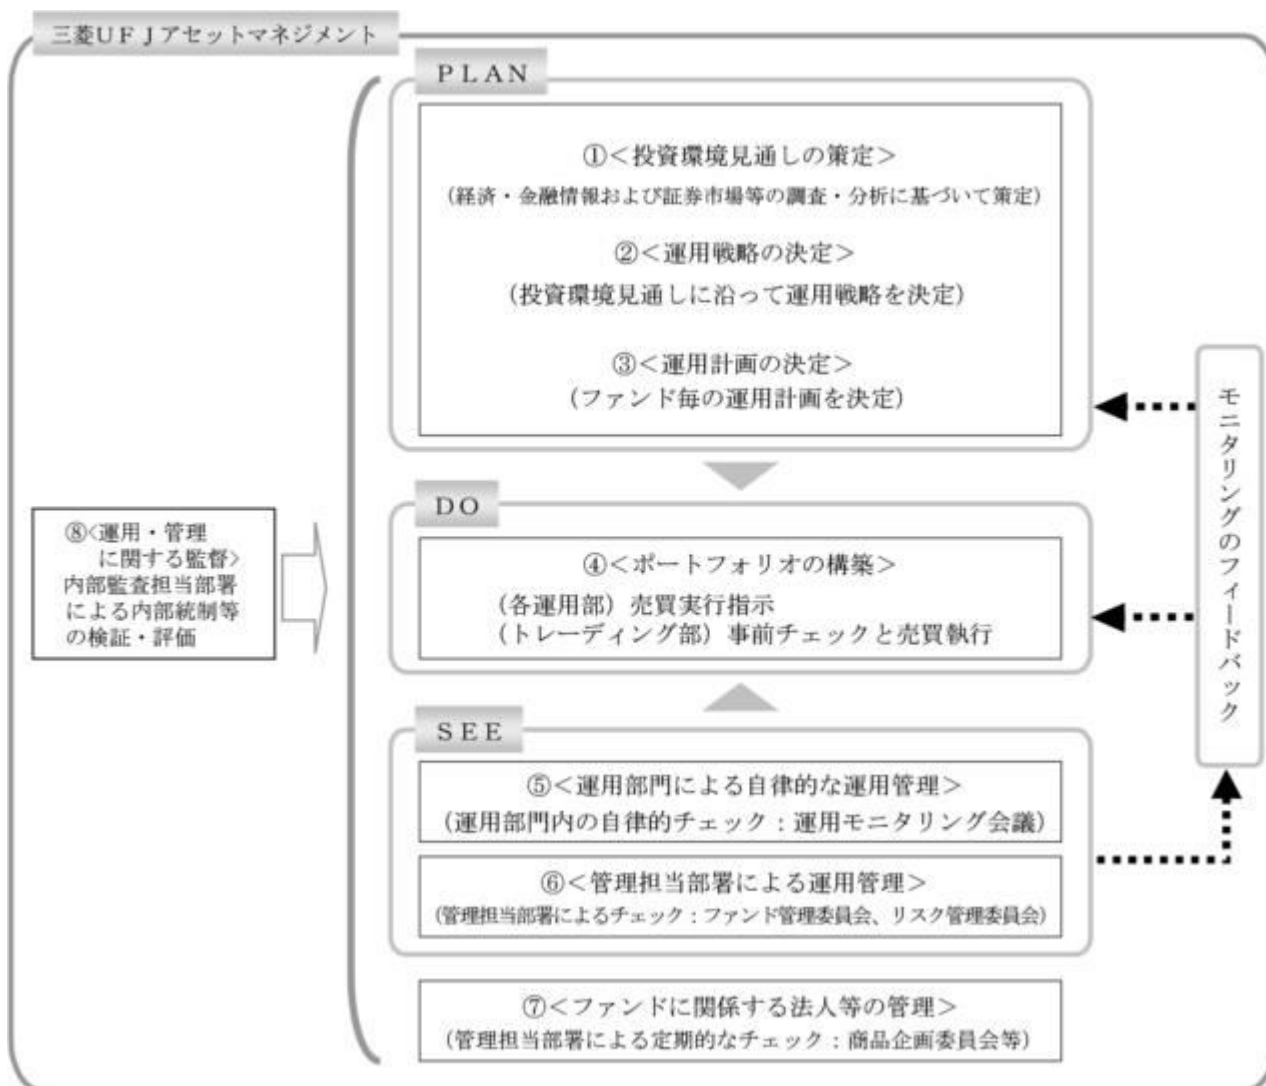 三菱ＵＦＪアセットマネジメント
ＰＬＡＮ
①＜投資環境見通しの策定＞
（経済・金融情報および証券市場等の調査・分析に基づいて策定）
②＜運用戦略の決定＞
（投資環境見通しに沿って運用戦略を決定）
③＜運用計画の決定＞
（ファンド毎の運用計画を決定）
ＤＯ
④＜ポートフォリオの構築＞
（各運用部）売買実行指示
（トレーディング部）事前チェックと売買執行
ＳＥＥ
⑤＜運用部門による自律的な運用管理＞
（運用部門内の自律的チェック：運用モニタリング会議）
⑥＜管理担当部署による運用管理＞
（管理担当部署によるチェック：ファンド管理委員会、リスク管理委員会）
⑦＜ファンドに関係する法人等の管理＞
（管理担当部署による定期的なチェック：商品企画委員会等）
⑧<運用・管理
に関する監督>
内部監査担当部署
による内部統制等
の検証・評価
モニタリングのフィードバック